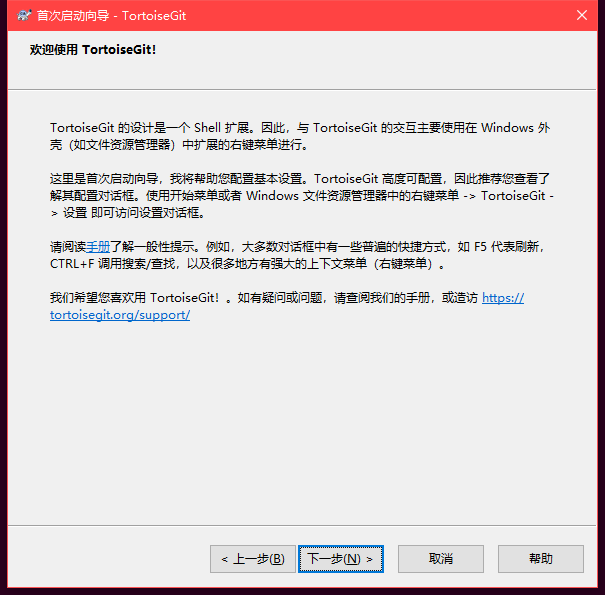 首次启动向导 - TortoiseGit
欢迎使用 TortoiseGit!
TortoiseGit 的设计是一个 Shell 扩展。因此，与 TortoiseGit 的交互主要使用在 Windows 外
壳（如文件资源管理器）中扩展的右键菜单进行。
这里是首次启动向导，我将帮助您配置基本设置。TortoiseGit 高度可配置，因此推荐您查看了
解其配置对话框。使用开始菜单或者 Windows 文件资源管理器中的右键菜单 -> TortoiseGit -
> 设置 即可访问设置对话框。
请阅读手册了解一般性提示。例如，大多数对话框中有一些普遍的快捷方式，如 F5 代表刷新，
CTRL+F 调用搜索/查找，以及很多地方有强大的上下文菜单（右键菜单）。
我们希望您喜欢用 TortoiseGit！。如有疑问或问题，请查阅我们的手册，或造访 https://
tortoisegit.org/support/
< 上一步(B) 下一步(N) > 取消 帮助